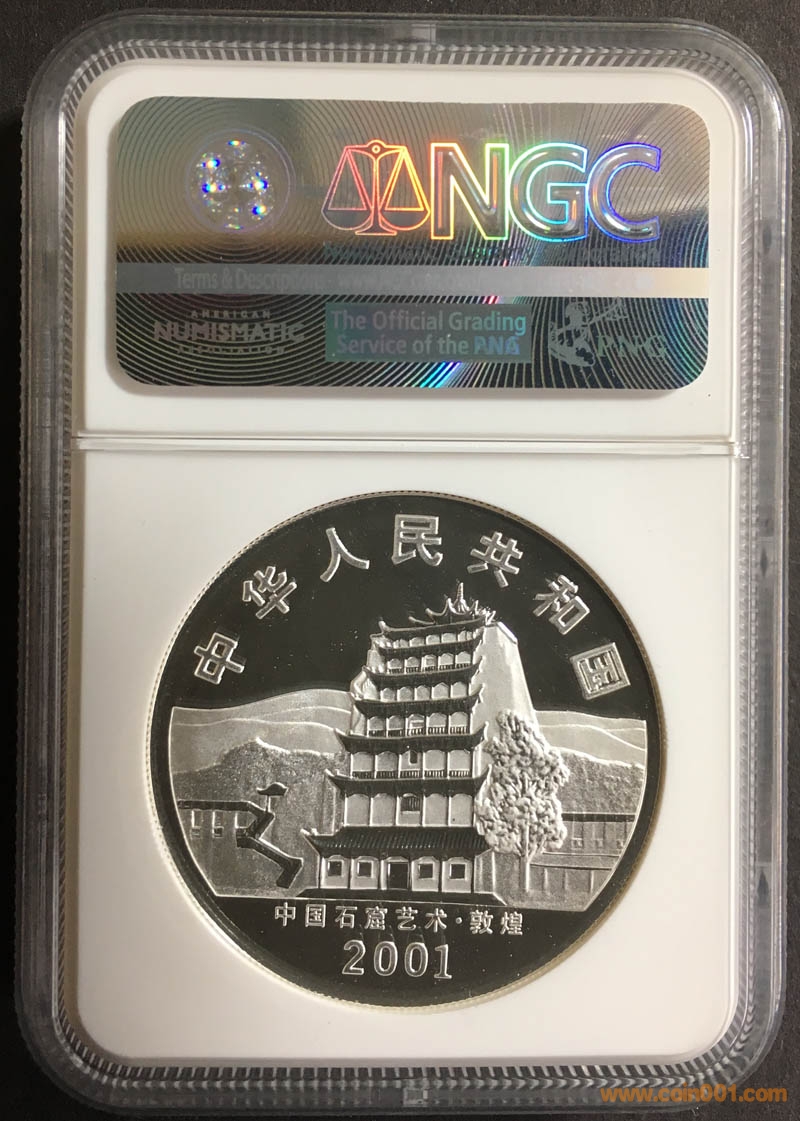 NGC
Terms & Descriptions
AMERICAN
NUMISMATIC
ASSOCIATION
The Official Grading
Service of the PNG
中华人民共和国
中国石窟艺术·敦煌
2001
www.coin001.com